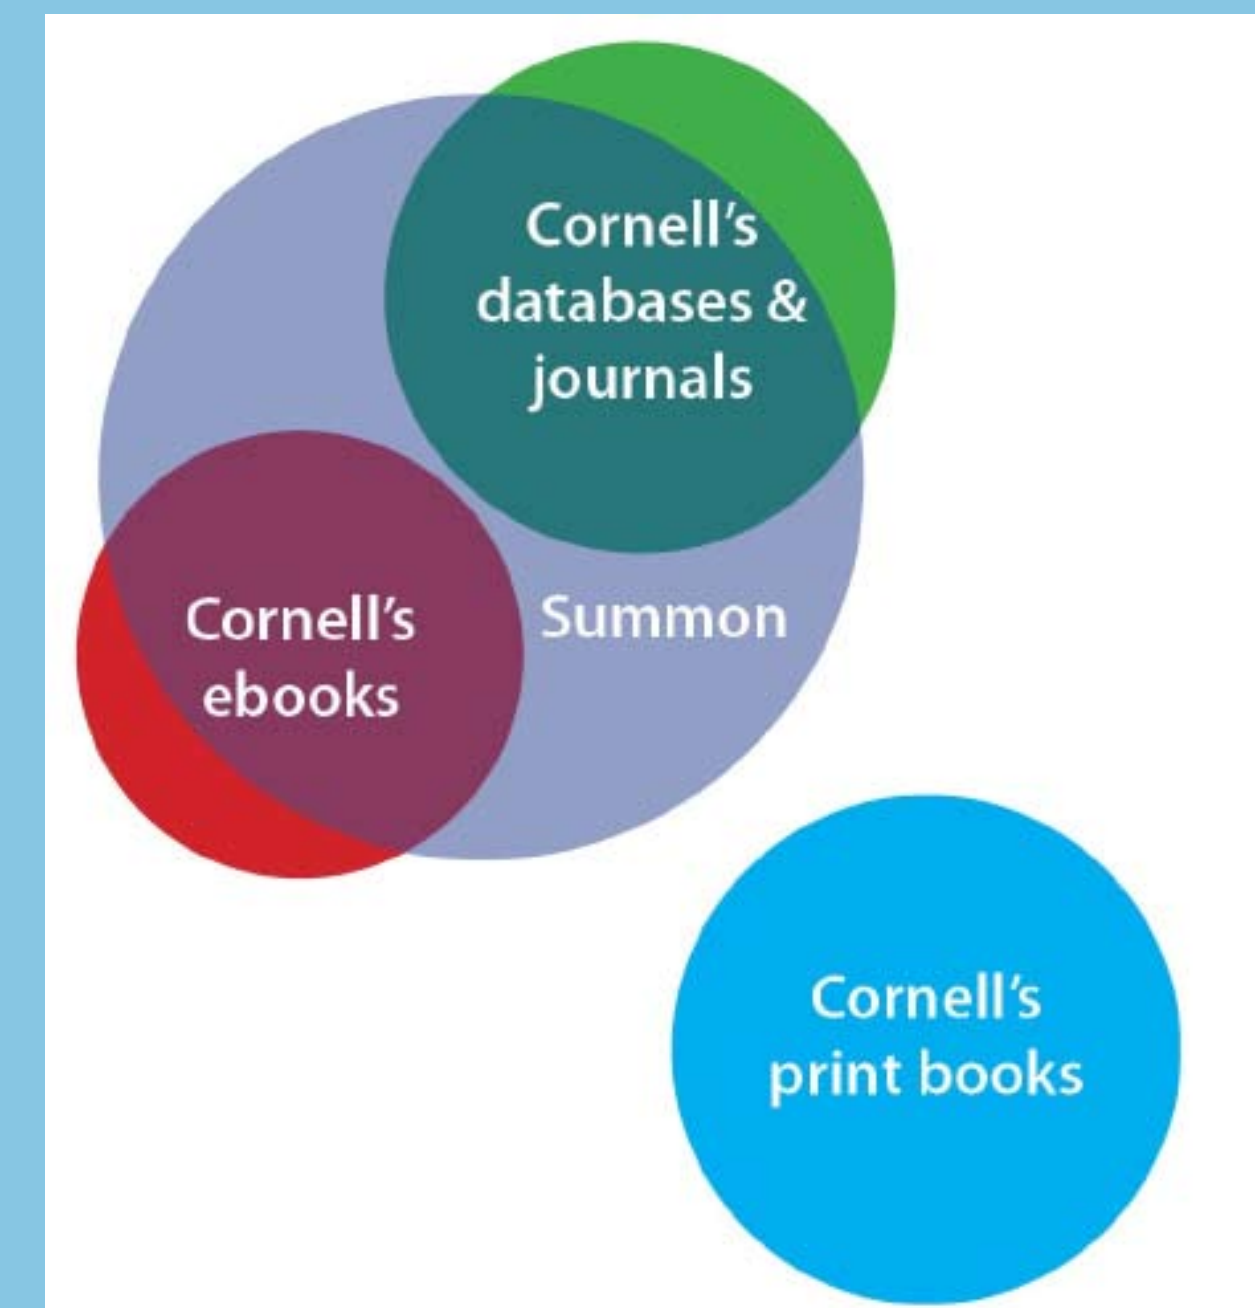 Cornell’s
databases &
journals
Cornell’s
ebooks
Summon
Cornell’s
print books